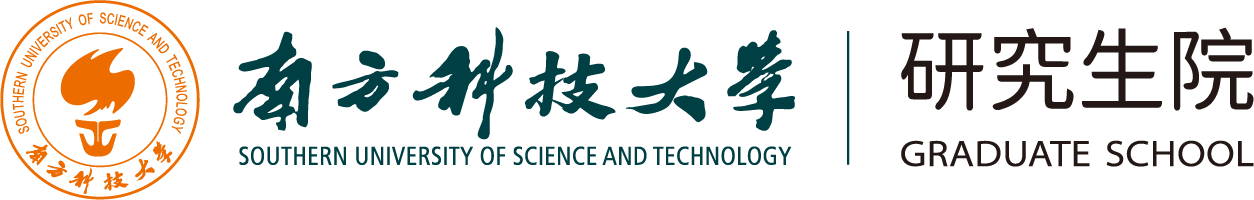 SOUTHERN UNIVERSITY OF SCIENCE AND TECHNOLOGY
南方科技大学
南方科技大学
SOUTHERN UNIVERSITY OF SCIENCE AND TECHNOLOGY
研究生院
GRADUATE SCHOOL